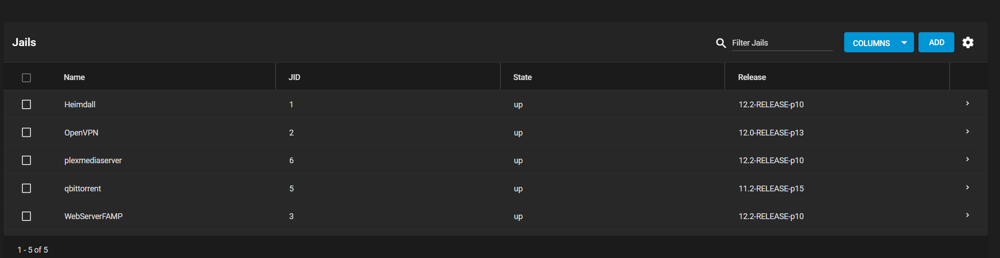 Jails
Filter Jails
COLUMNS
ADD
Name JID State Release
Heimdall 1 up 12.2-RELEASE-p10
OpenVPN 2 up 12.0-RELEASE-p13
plexmediaserver 6 up 12.2-RELEASE-p10
qbittorrent 5 up 11.2-RELEASE-p15
WebServerFAMP 3 up 12.2-RELEASE-p10
1 - 5 of 5